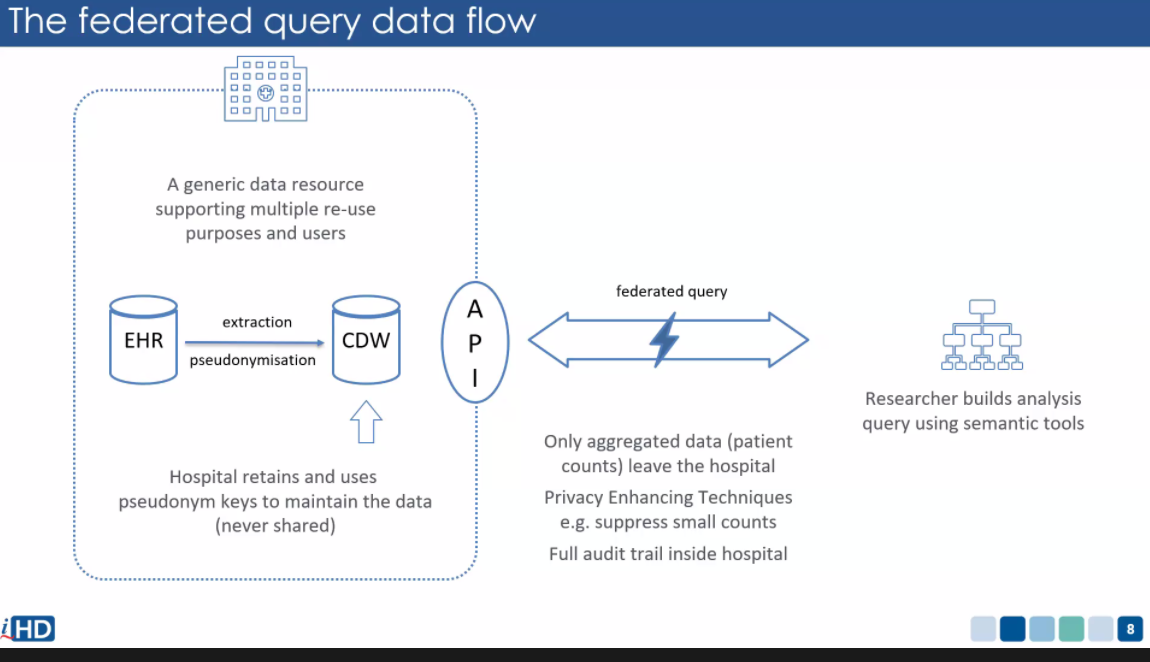 The federated query data flow
A generic data resource
supporting multiple re-use
purposes and users
EHR
extraction
pseudonymisation
CDW
A
P
I
federated query
Hospital retains and uses
pseudonym keys to maintain the data
(never shared)
Only aggregated data (patient
counts) leave the hospital
Privacy Enhancing Techniques
e.g. suppress small counts
Full audit trail inside hospital
Researcher builds analysis
query using semantic tools
iHD
8